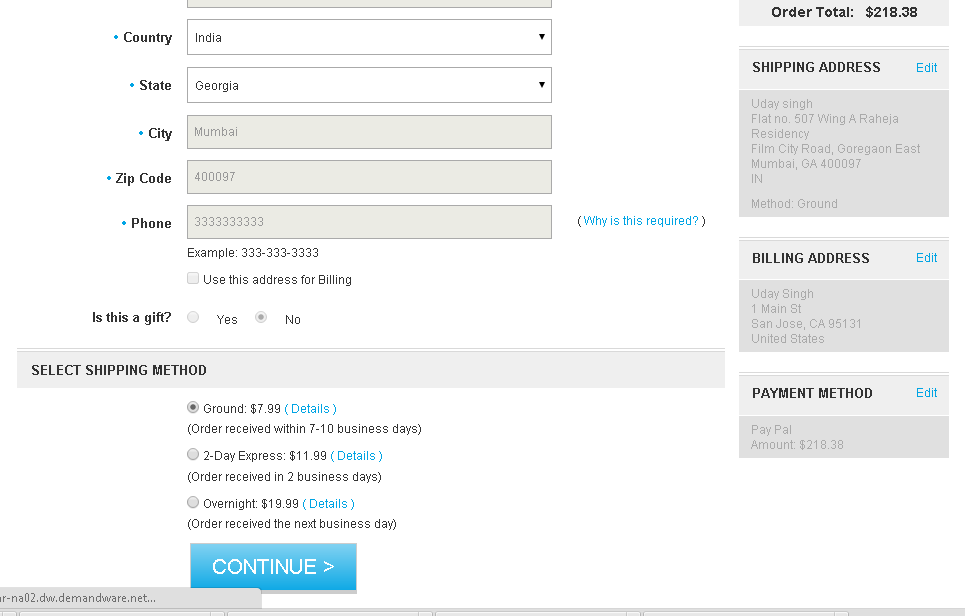 Order Total: $218.38
• Country India
• State Georgia
• City Mumbai
• Zip Code 400097
• Phone 3333333333 ( Why is this required? )
Example: 333-333-3333
Use this address for Billing
Is this a gift? Yes No
SELECT SHIPPING METHOD
Ground: $7.99 ( Details )
(Order received within 7-10 business days)
2-Day Express: $11.99 ( Details )
(Order received in 2 business days)
Overnight: $19.99 ( Details )
(Order received the next business day)
CONTINUE >
SHIPPING ADDRESS Edit
Uday singh
Flat no. 507 Wing A Raheja
Residency
Film City Road, Goregaon East
Mumbai, GA 400097
IN
Method: Ground
BILLING ADDRESS Edit
Uday Singh
1 Main St
San Jose, CA 95131
United States
PAYMENT METHOD Edit
Pay Pal
Amount: $218.38
ar-na02.dw.demandware.net...